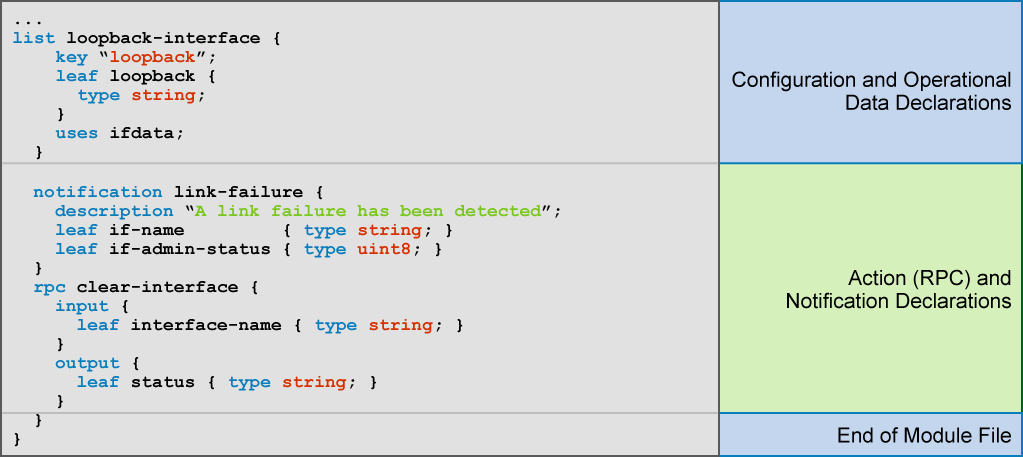 ...
list loopback-interface {
    key “loopback”;
    leaf loopback {
      type string;
    }
    uses ifdata;
  }
Configuration and Operational
Data Declarations
  notification link-failure {
    description “A link failure has been detected”;
    leaf if-name         { type string; }
    leaf if-admin-status { type uint8; }
  }
  rpc clear-interface {
    input {
      leaf interface-name { type string; }
    }
    output {
      leaf status { type string; }
    }
  }
Action (RPC) and
Notification Declarations
}
End of Module File